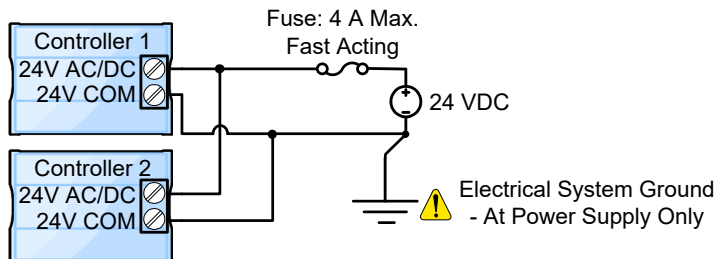 Fuse: 4 A Max.
Fast Acting
Controller 1
24V AC/DC
24V COM
+
-
24 VDC
Controller 2
24V AC/DC
24V COM
!
Electrical System Ground
- At Power Supply Only